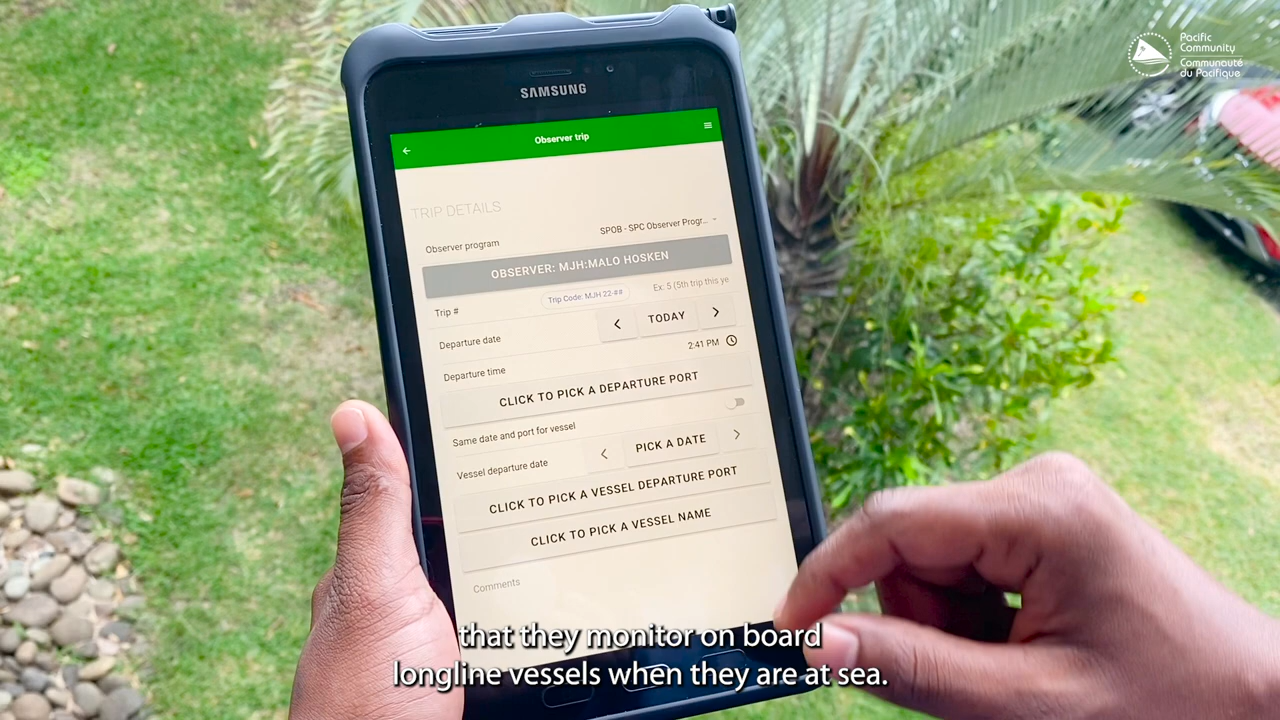 Pacific
Community
Communauté
du Pacifique
SAMSUNG
Observer trip
TRIP DETAILS
Observer program
SPOB - SPC Observer Progr...
OBSERVER: MJH:MALO HOSKEN
Trip #
Trip Code: MJH 22-##
Ex: 5 (5th trip this ye
Departure date
TODAY
Departure time
2:41 PM
CLICK TO PICK A DEPARTURE PORT
Same date and port for vessel
Vessel departure date
PICK A DATE
CLICK TO PICK A VESSEL DEPARTURE PORT
CLICK TO PICK A VESSEL NAME
Comments
that they monitor on board
longline vessels when they are at sea.